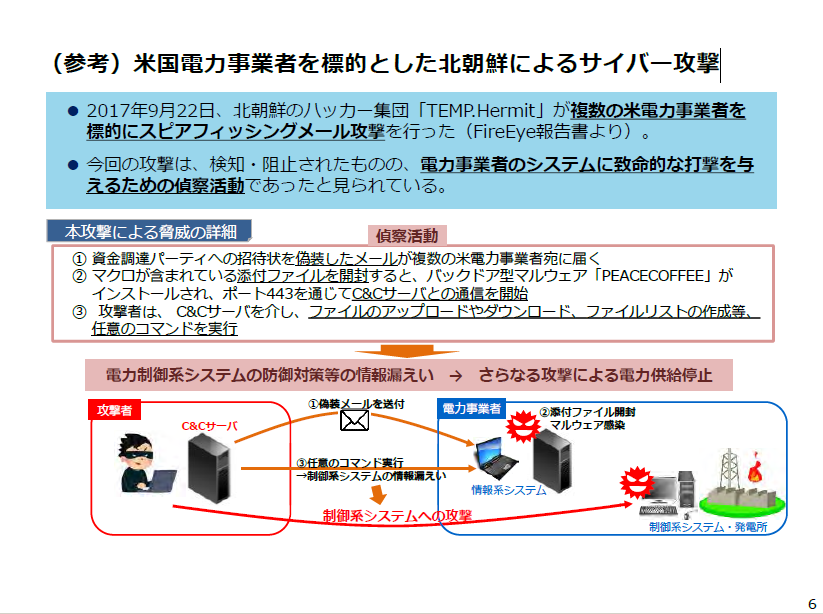 （参考）米国電力事業者を標的とした北朝鮮によるサイバー攻撃
● 2017年9月22日、北朝鮮のハッカー集団「TEMP.Hermit」が複数の米電力事業者を
標的にスピアフィッシングメール攻撃を行った（FireEye報告書より）。
● 今回の攻撃は、検知・阻止されたものの、電力事業者のシステムに致命的な打撃を与
えるための偵察活動であったと見られている。
本攻撃による脅威の詳細
偵察活動
① 資金調達パーティへの招待状を偽装したメールが複数の米電力事業者宛に届く
② マクロが含まれている添付ファイルを開封すると、バックドア型マルウェア「PEACECOFFEE」が
インストールされ、ポート443を通じてC&Cサーバとの通信を開始
③ 攻撃者は、 C&Cサーバを介し、ファイルのアップロードやダウンロード、ファイルリストの作成等、
任意のコマンドを実行
電力制御系システムの防御対策等の情報漏えい → さらなる攻撃による電力供給停止
攻撃者
C&Cサーバ
①偽装メールを送付
電力事業者
②添付ファイル開封
マルウェア感染
③任意のコマンド実行
→制御系システムの情報漏えい
情報系システム
制御系システムへの攻撃
制御系システム・発電所
6